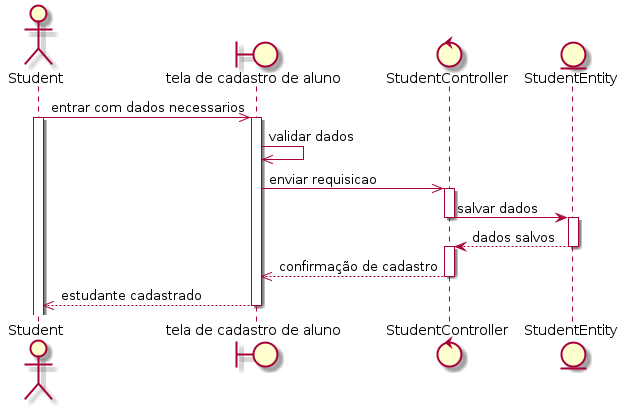 Student
tela de cadastro de aluno
StudentController
StudentEntity
entrar com dados necessarios
validar dados
enviar requisicao
salvar dados
dados salvos
confirmação de cadastro
estudante cadastrado
Student
tela de cadastro de aluno
StudentController
StudentEntity